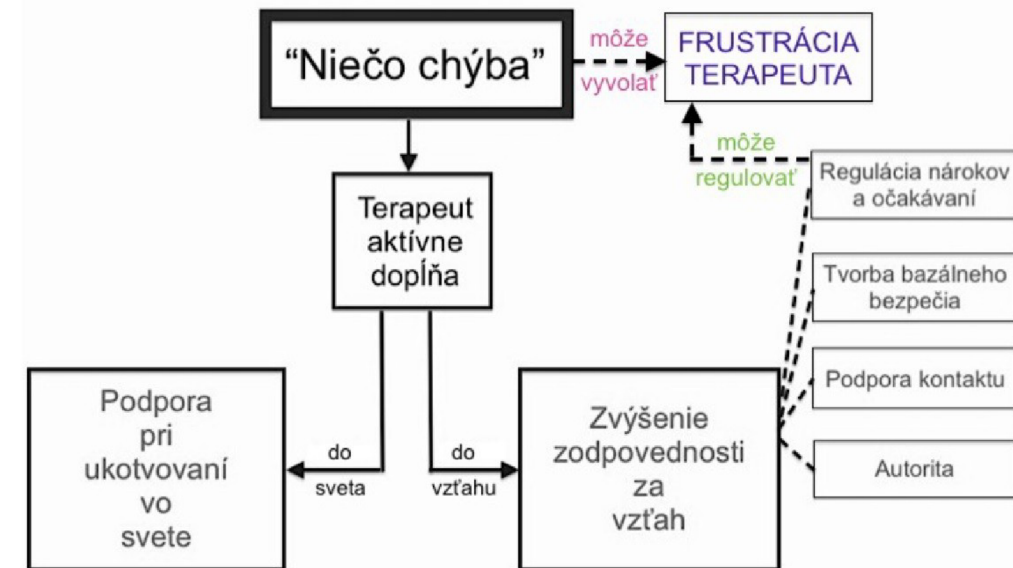 “Niečo chýba”
môže
vyvolať
FRUSTRÁCIA
TERAPEUTA
môže
regulovať
Regulácia nárokov
a očakávaní
Terapeut
aktívne
dopĺňa
Tvorba bazálneho
bezpečia
Podpora kontaktu
Autorita
Podpora
pri
ukotvovaní
vo
svete
do
sveta
do
vzťahu
Zvýšenie
zodpovednosti
za
vzťah